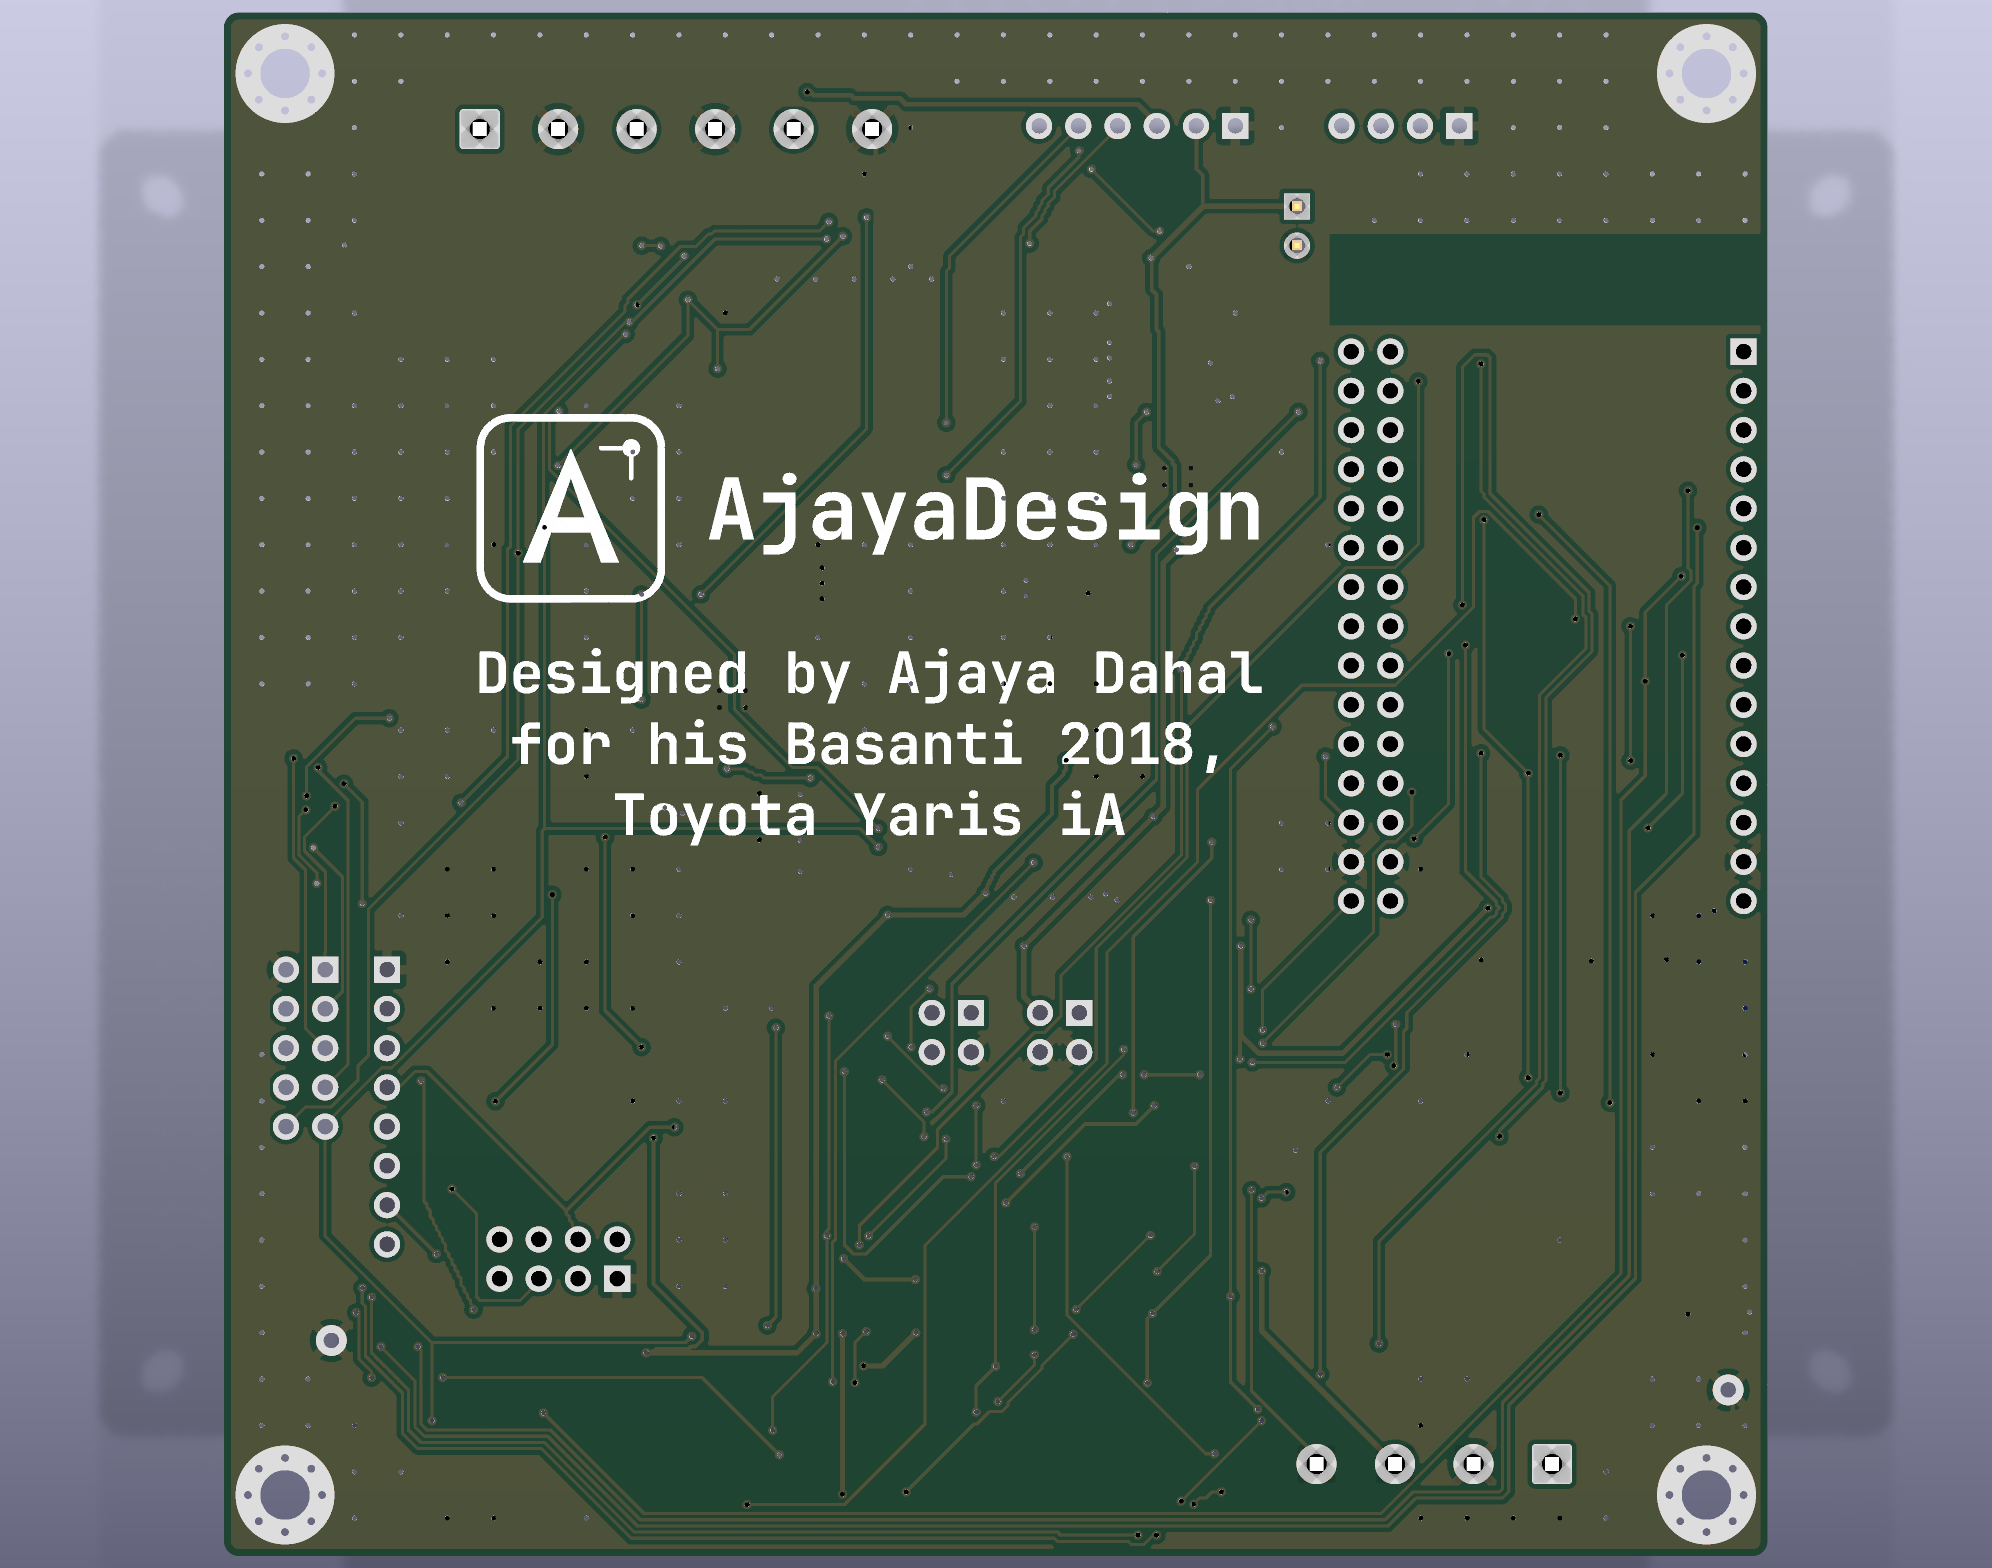 A
AjayaDesign
Designed by Ajaya Dahal
for his Basanti 2018,
Toyota Yaris iA